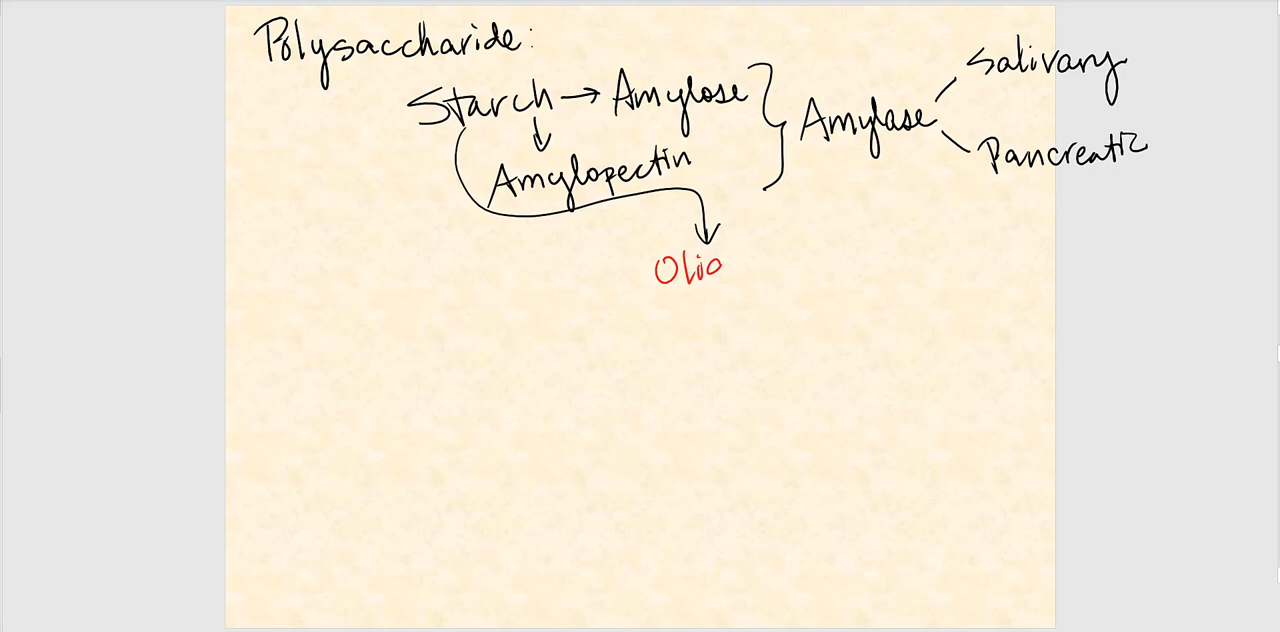 Polysaccharide:
Starch → Amylose } Amylase
Salivary
Pancreatic
↓
Amylopectin
Olio